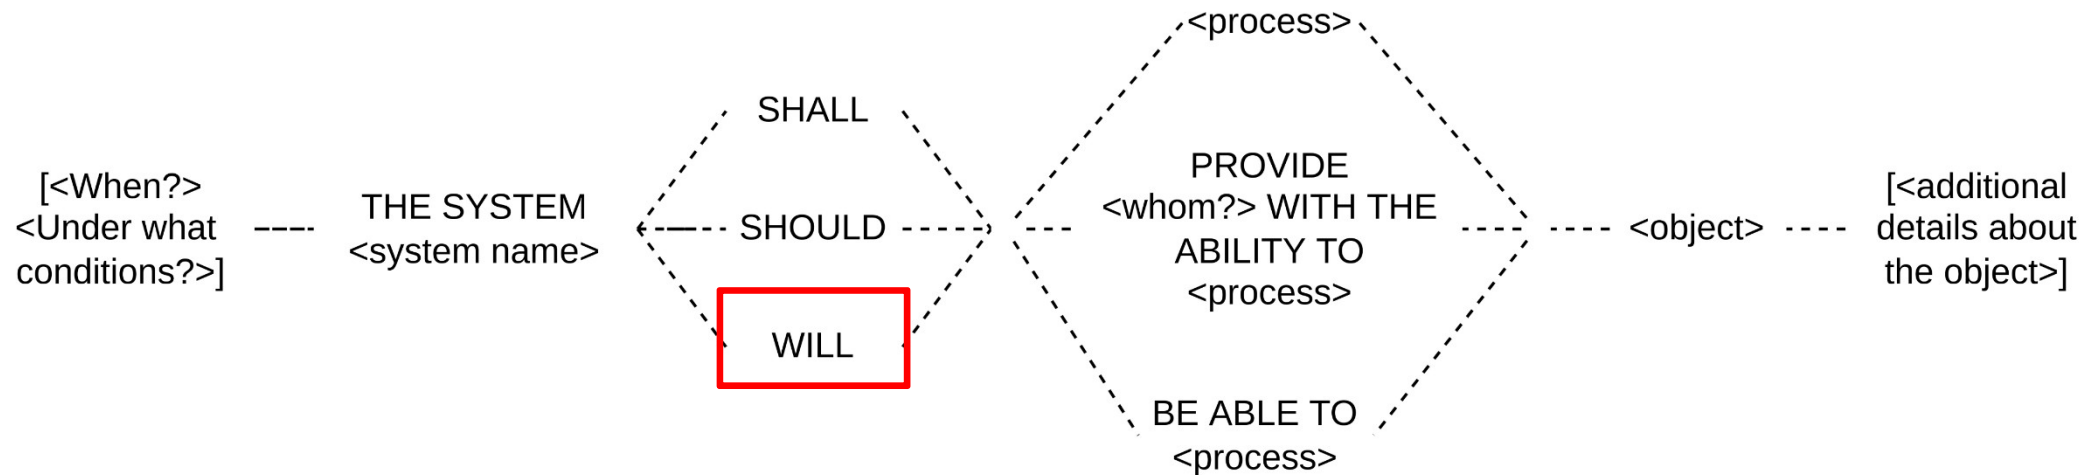 [<When?>
<Under what
conditions?>]
THE SYSTEM
<system name>
SHALL
SHOULD
WILL
<process>
PROVIDE
<whom?> WITH THE
ABILITY TO
<process>
BE ABLE TO
<process>
<object>
[<additional
details about
the object>]